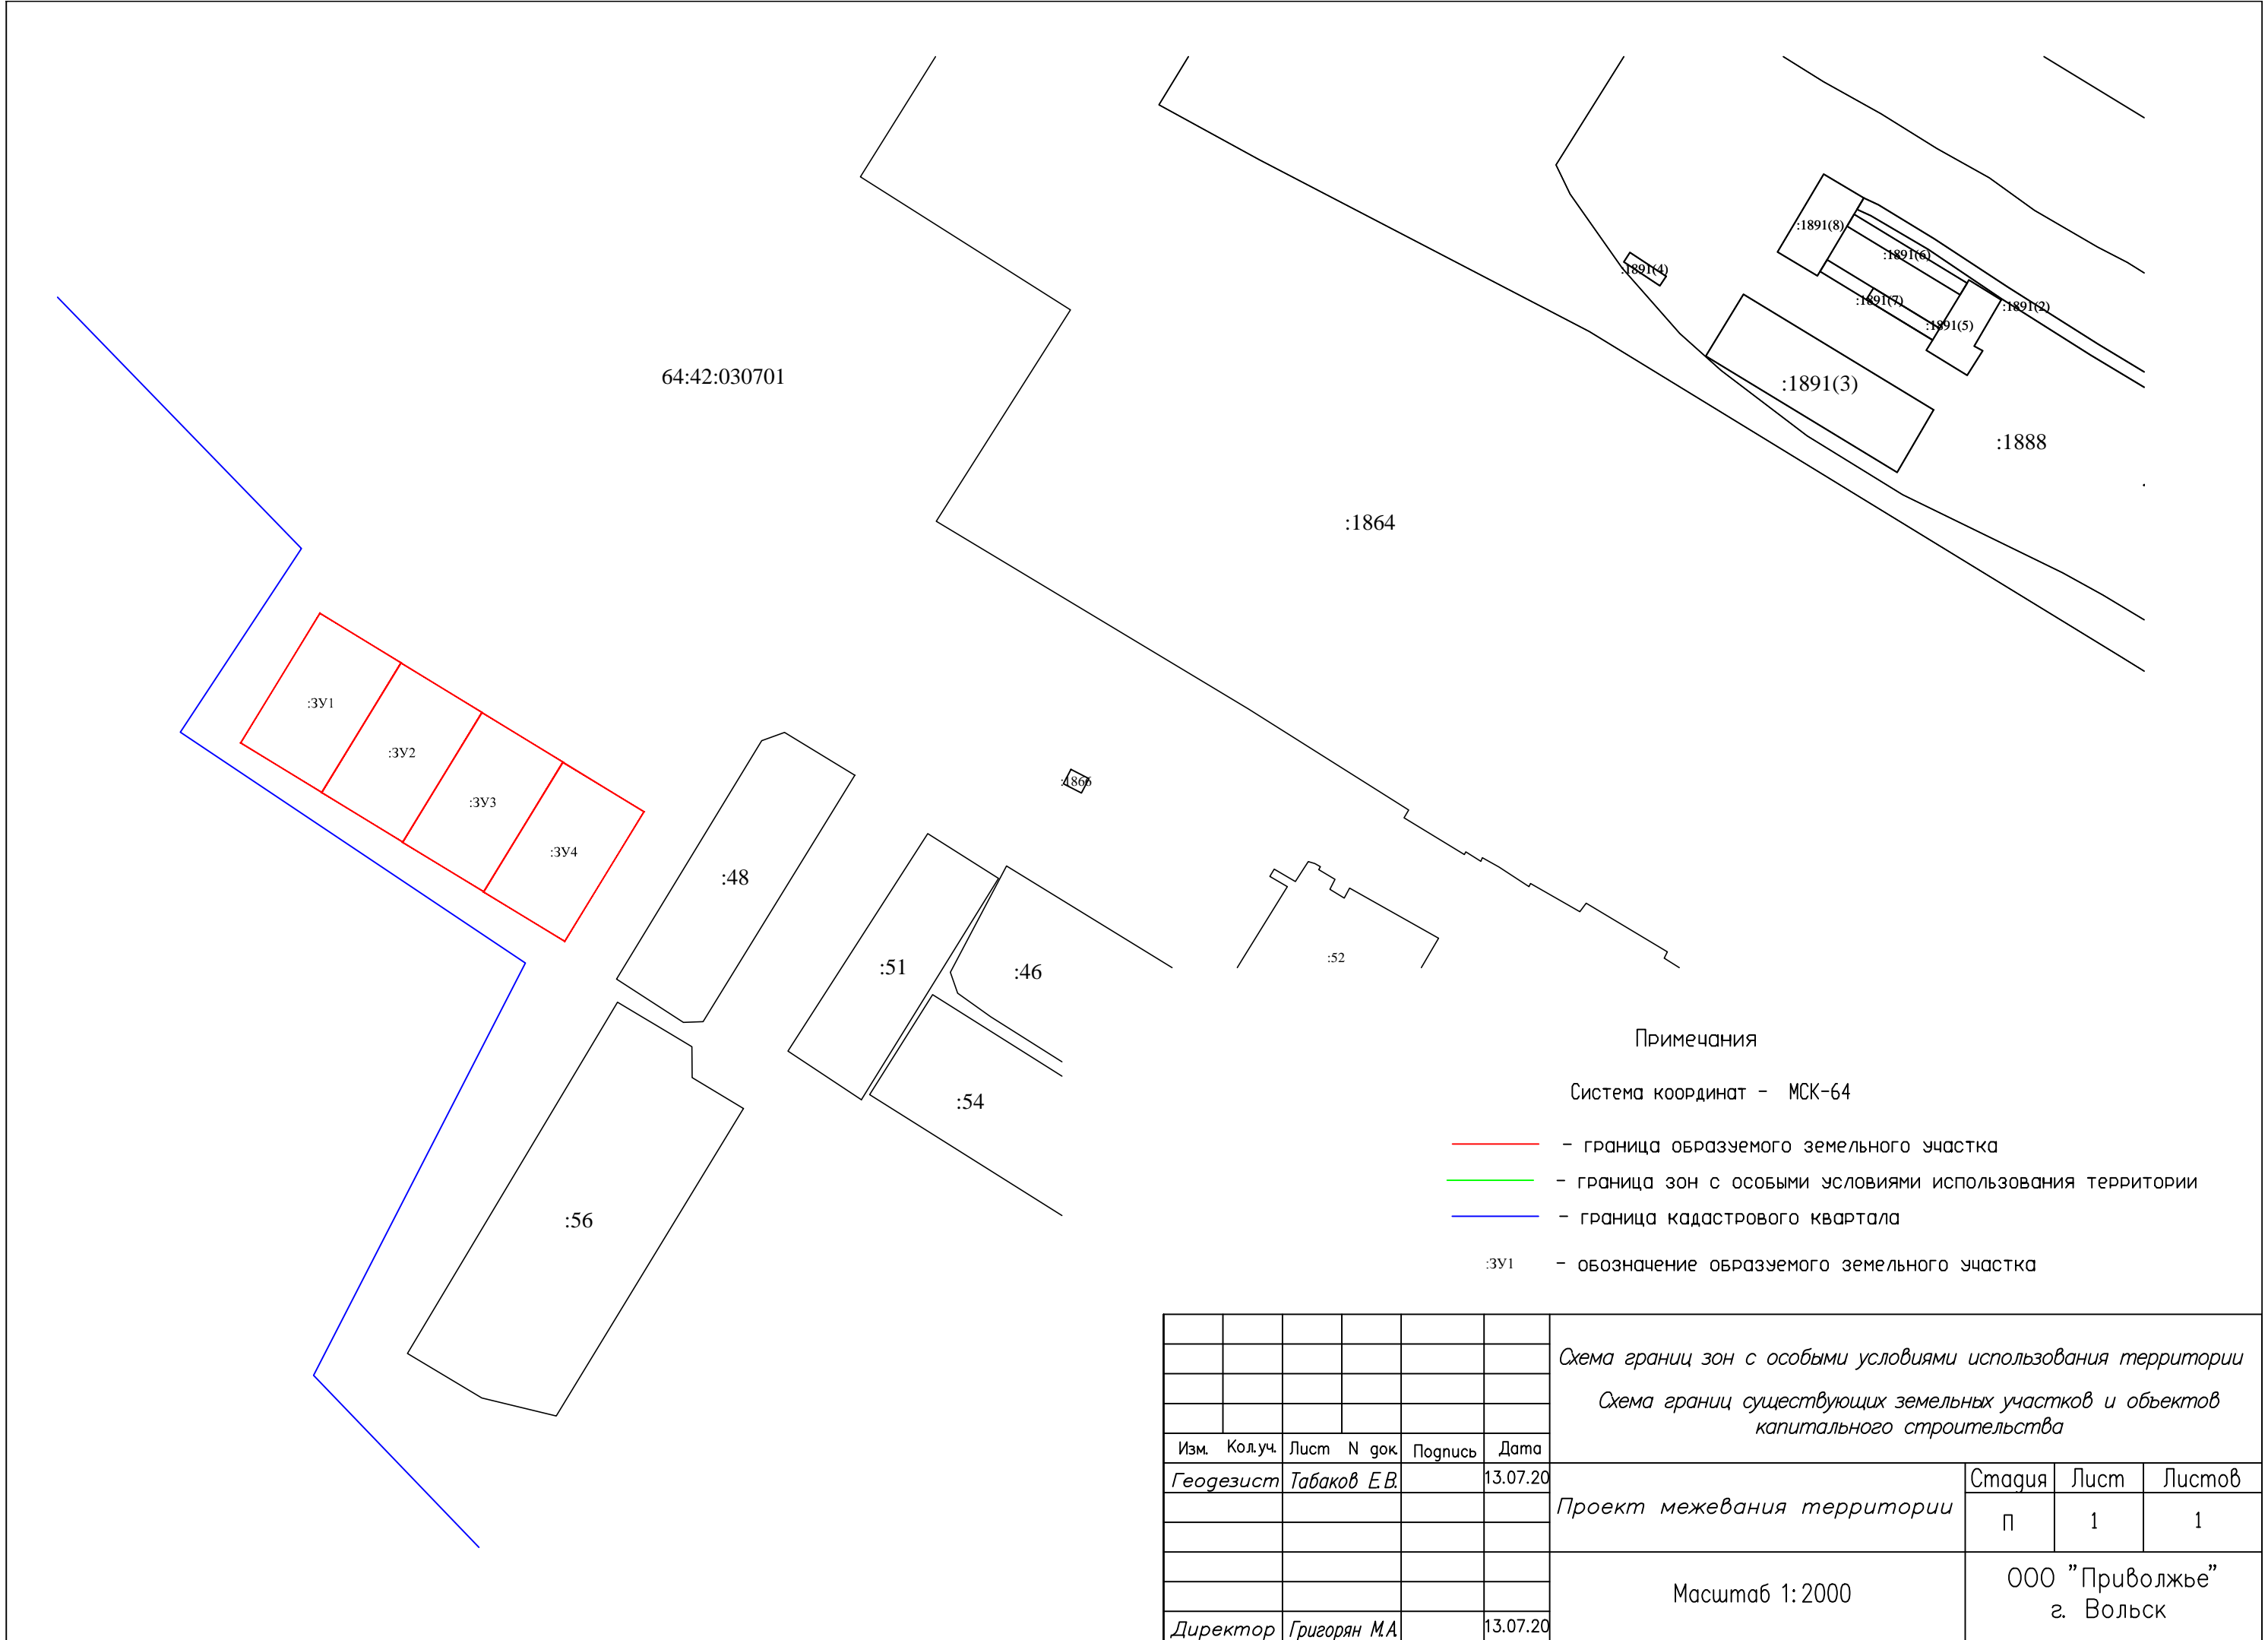 :1891(8)
:1891(6)
:1891(4)
:1891(7)
:1891(2)
:1891(5)
64:42:030701
:1891(3)
:1888
:1864
:ЗУ1
:ЗУ2
:1866
:ЗУ3
:ЗУ4
:48
:52
:51
:46
:54
:56
Примечания
Система координат - МСК-64
- граница образуемого земельного участка
- граница зон с особыми условиями использования территории
- граница кадастрового квартала
:ЗУ1 - обозначение образуемого земельного участка
Схема границ зон с особыми условиями использования территории
Схема границ существующих земельных участков и объектов
капитального строительства
Изм. Кол.уч. Лист N док. Подпись Дата
Геодезист Табаков Е.В. 13.07.20
Проект межевания территории
Стадия Лист Листов
П 1 1
Масштаб 1:2000
ООО "Приволжье"
г. Вольск
Директор Григорян М.А. 13.07.20